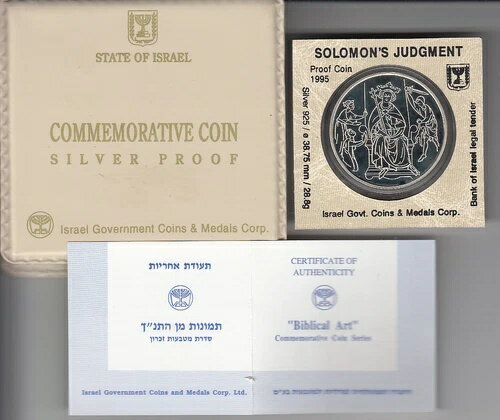 STATE OF ISRAEL
COMMEMORATIVE COIN
SILVER PROOF
Israel Government Coins & Medals Corp.
SOLOMON'S JUDGMENT
Proof Coin
1995
Silver 925 / ø 38.75 mm / 28.8g
Bank of Israel legal tender
Israel Govt. Coins & Medals Corp.
תעודת אחריות
תמונות מן התנ"ך
סדרת מטבעות זכרון
Israel Government Coins and Medals Corp. Ltd.
CERTIFICATE OF
AUTHENTICITY
"Biblical Art"
Commemorative Coin Series